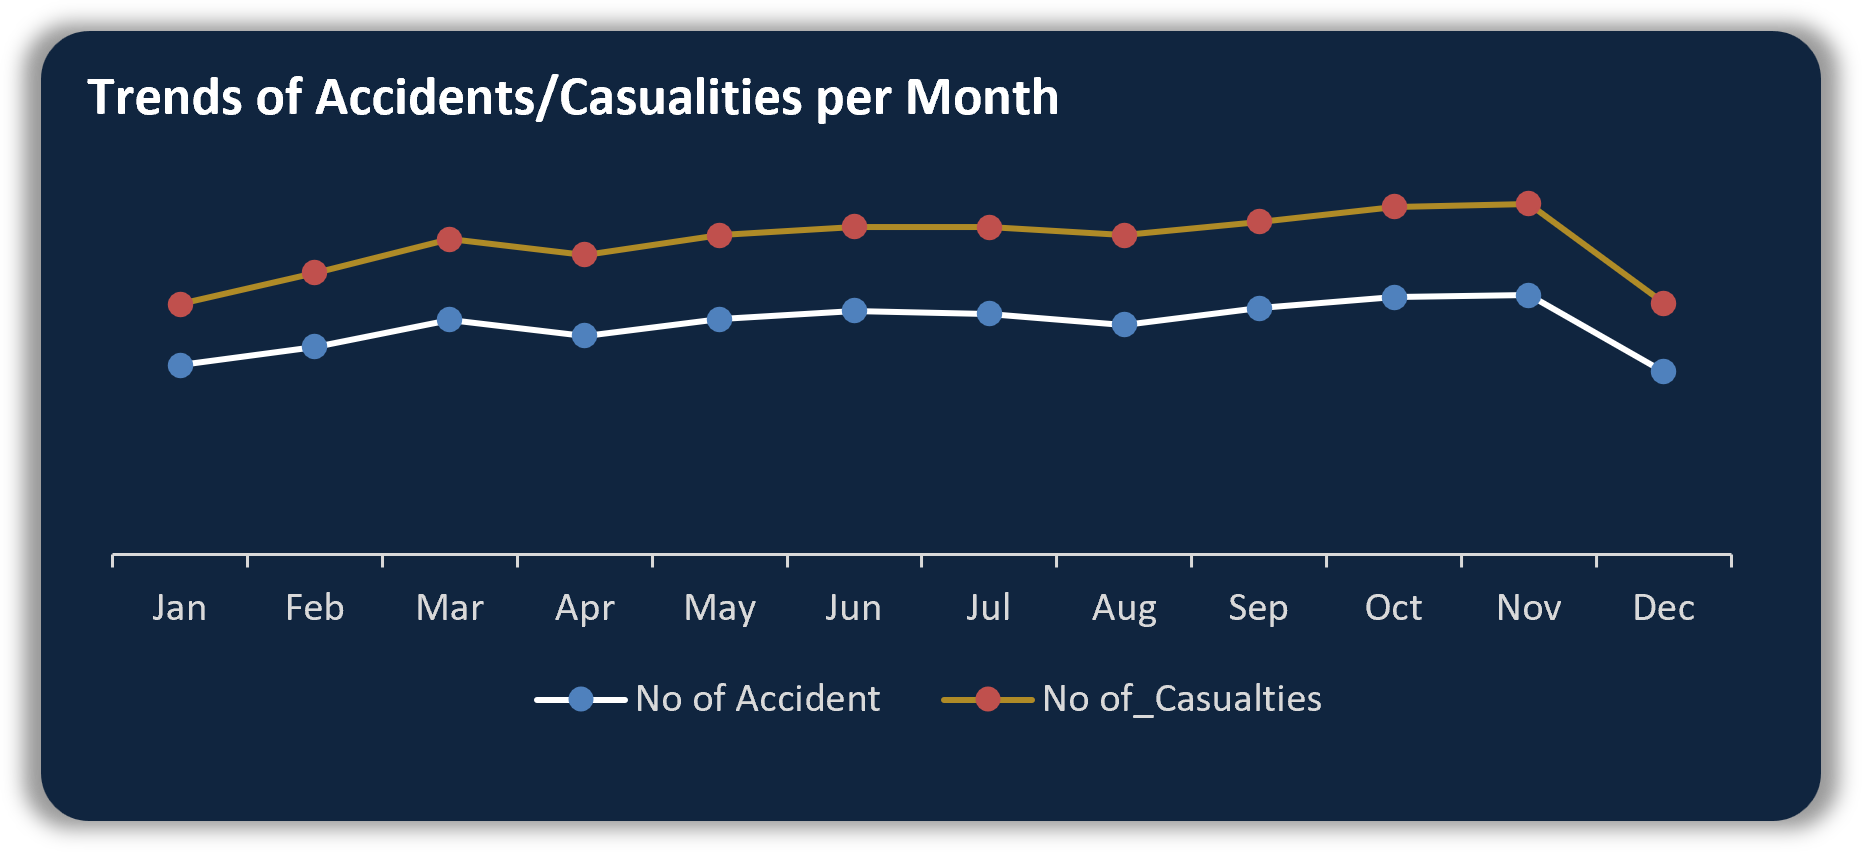 Trends of Accidents/Casualities per Month
Jan Feb Mar Apr May Jun Jul Aug Sep Oct Nov Dec
No of Accident No of_Casualties